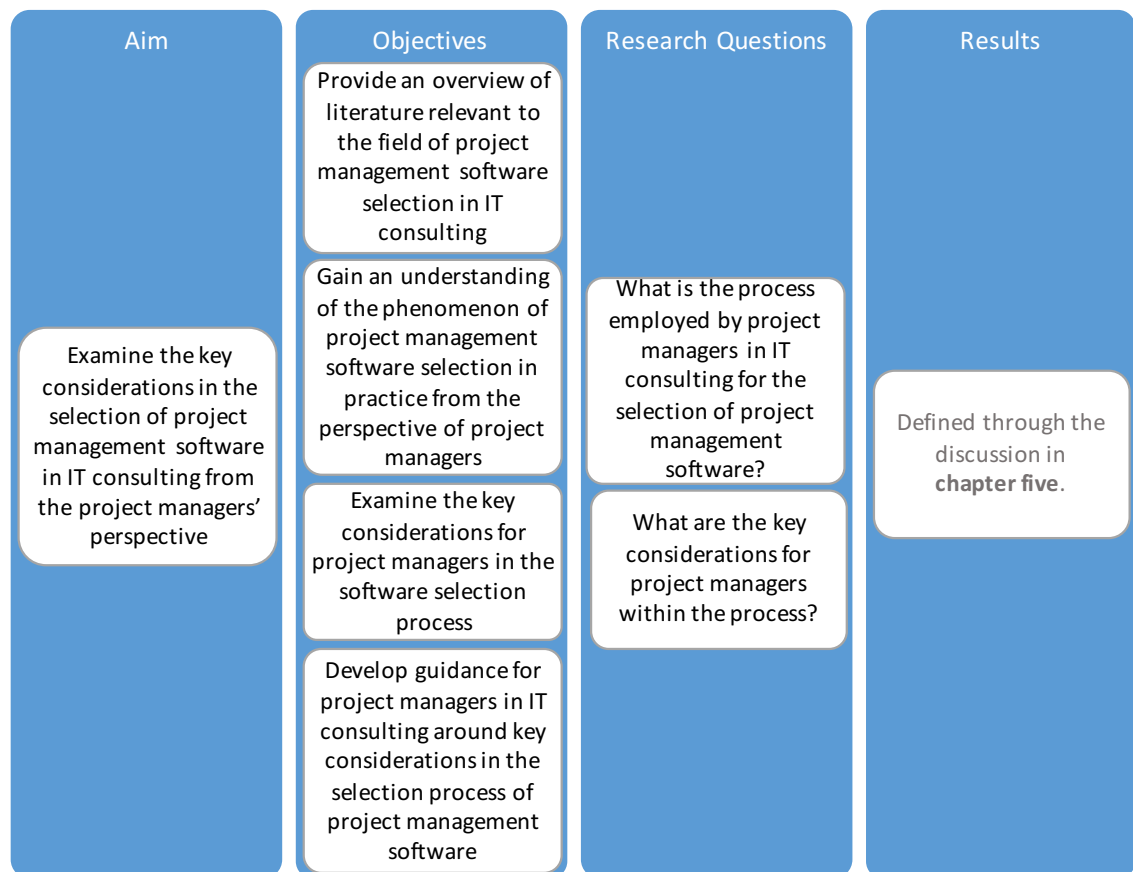 Aim
Examine the key
considerations in the
selection of project
management software
in IT consulting from
the project managers’
perspective
Objectives
Provide an overview of
literature relevant to
the field of project
management software
selection in IT
consulting
Gain an understanding
of the phenomenon of
project management
software selection in
practice from the
perspective of project
managers
Examine the key
considerations for
project managers in the
software selection
process
Develop guidance for
project managers in IT
consulting around key
considerations in the
selection process of
project management
software
Research Questions
What is the process
employed by project
managers in IT
consulting for the
selection of project
management
software?
What are the key
considerations for
project managers
within the process?
Results
Defined through the
discussion in
chapter five.